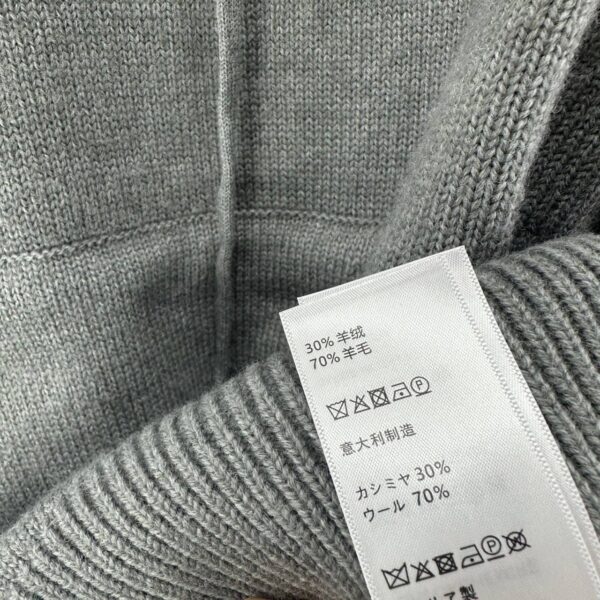 30% 羊绒
70% 羊毛
P
意大利制造
カシミヤ 30%
ウール 70%
P
製